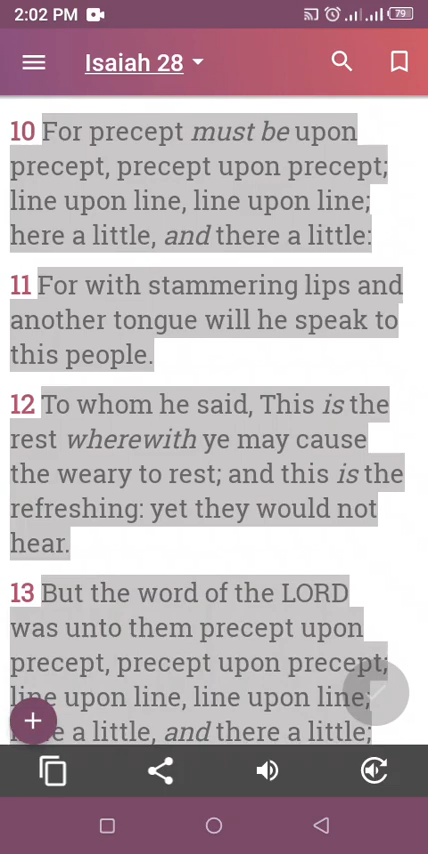 2:02 PM 79
Isaiah 28
10 For precept must be upon
precept, precept upon precept;
line upon line, line upon line;
here a little, and there a little:
11 For with stammering lips and
another tongue will he speak to
this people.
12 To whom he said, This is the
rest wherewith ye may cause
the weary to rest; and this is the
refreshing: yet they would not
hear.
13 But the word of the LORD
was unto them precept upon
precept, precept upon precept;
line upon line, line upon line;
a little, and there a little;